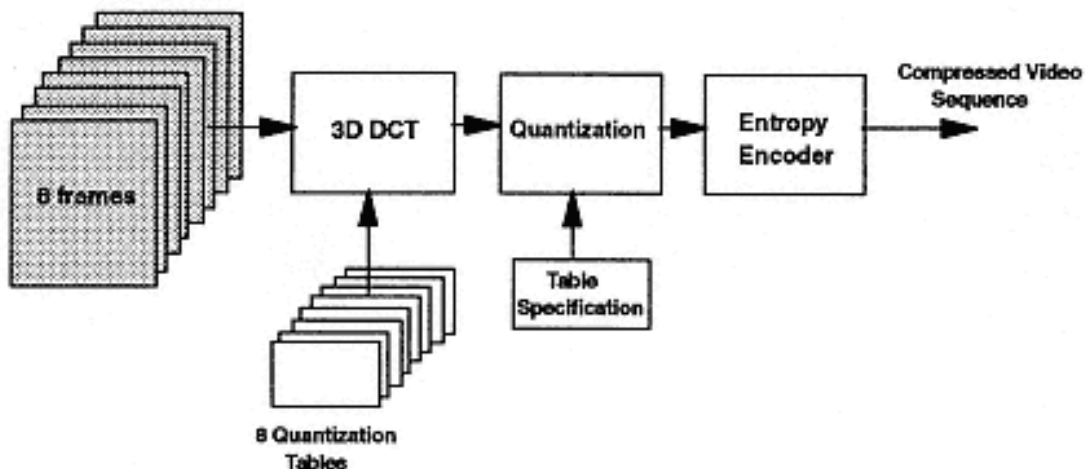 8 frames
3D DCT
Quantization
Entropy
Encoder
Compressed Video
Sequence
Table
Specification
8 Quantization
Tables